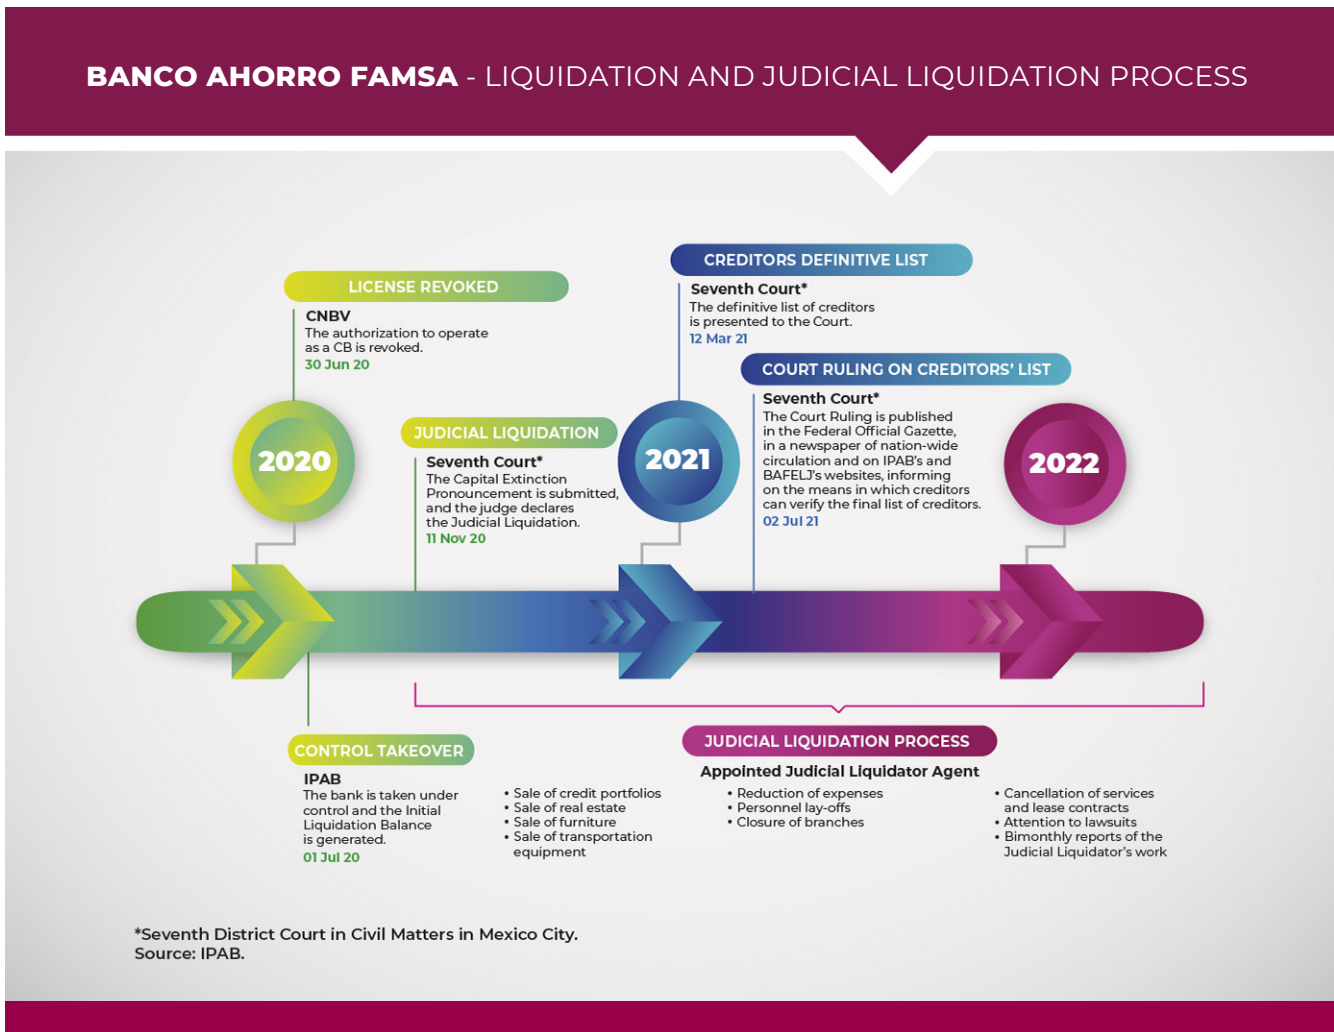 BANCO AHORRO FAMSA - LIQUIDATION AND JUDICIAL LIQUIDATION PROCESS
LICENSE REVOKED
CNBV
The authorization to operate
as a CB is revoked.
30 Jun 20
2020
JUDICIAL LIQUIDATION
Seventh Court*
The Capital Extinction
Pronouncement is submitted,
and the judge declares
the Judicial Liquidation.
11 Nov 20
CREDITORS DEFINITIVE LIST
Seventh Court*
The definitive list of creditors
is presented to the Court.
12 Mar 21
2021
COURT RULING ON CREDITORS' LIST
Seventh Court*
The Court Ruling is published
in the Federal Official Gazette,
in a newspaper of nation-wide
circulation and on IPAB's and
BAFELJ's websites, informing
on the means in which creditors
can verify the final list of creditors.
02 Jul 21
2022
CONTROL TAKEOVER
IPAB
The bank is taken under
control and the Initial
Liquidation Balance
is generated.
01 Jul 20
JUDICIAL LIQUIDATION PROCESS
Appointed Judicial Liquidator Agent
• Sale of credit portfolios
• Sale of real estate
• Sale of furniture
• Sale of transportation
equipment
• Reduction of expenses
• Personnel lay-offs
• Closure of branches
• Cancellation of services
and lease contracts
• Attention to lawsuits
• Bimonthly reports of the
Judicial Liquidator's work
*Seventh District Court in Civil Matters in Mexico City.
Source: IPAB.